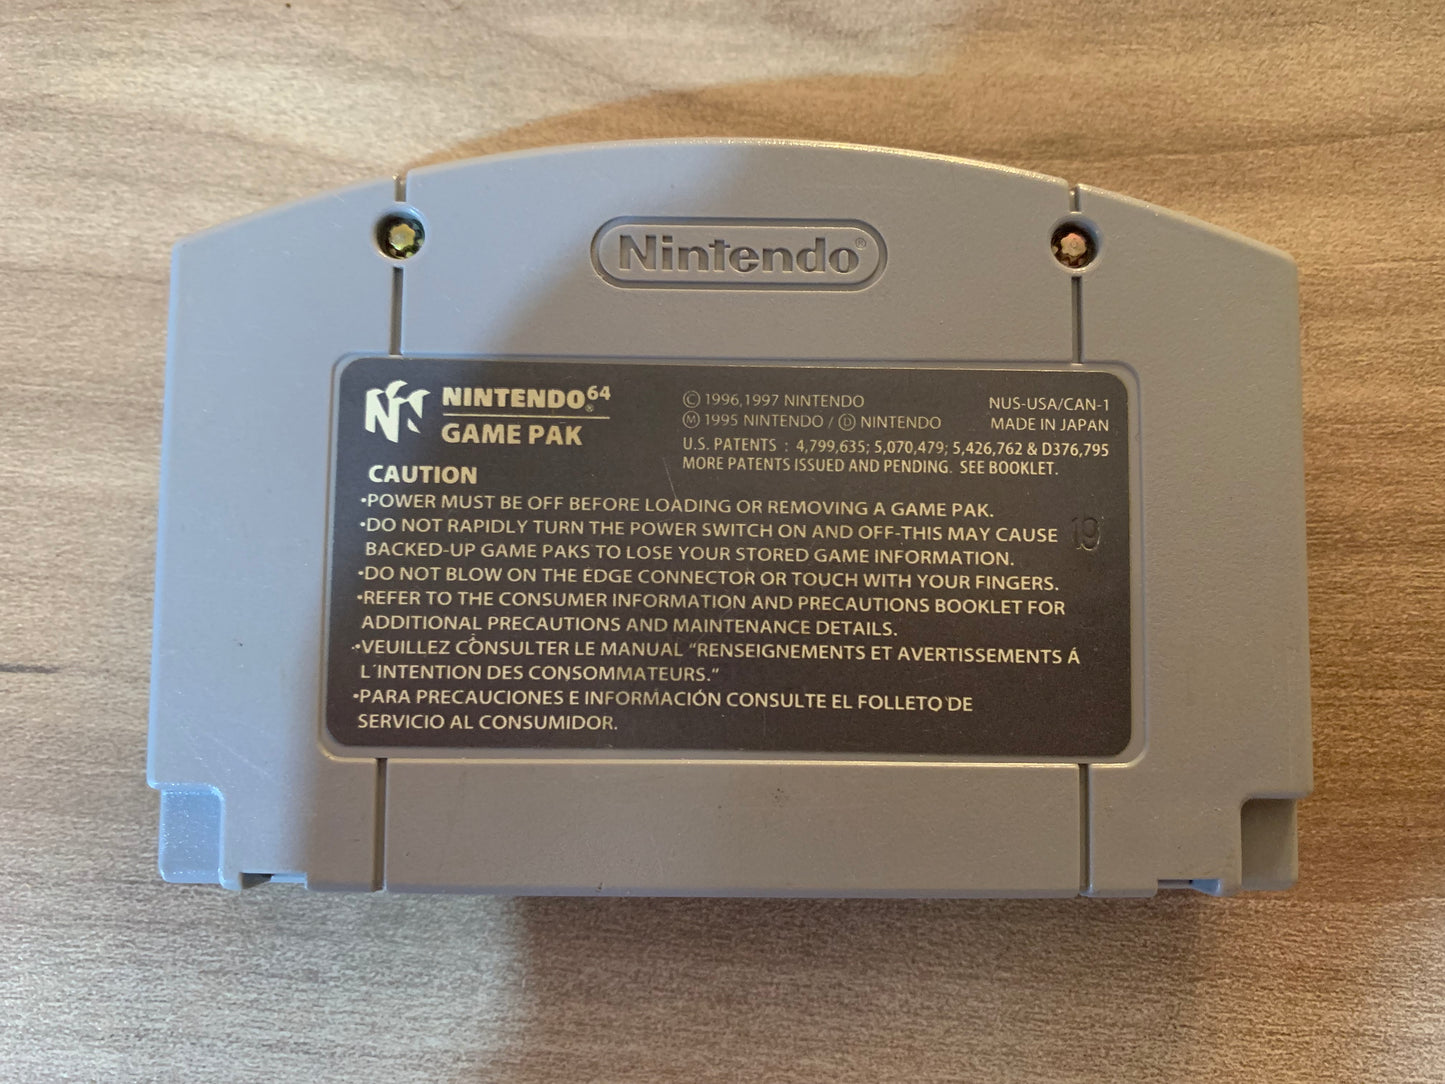 Nintendo®
NINTENDO64®
GAME PAK
Ⓒ 1996,1997 NINTENDO
Ⓜ 1995 NINTENDO / Ⓓ NINTENDO
NUS-USA/CAN-1
MADE IN JAPAN
U.S. PATENTS : 4,799,635; 5,070,479; 5,426,762 & D376,795
MORE PATENTS ISSUED AND PENDING. SEE BOOKLET.
CAUTION
•POWER MUST BE OFF BEFORE LOADING OR REMOVING A GAME PAK.
•DO NOT RAPIDLY TURN THE POWER SWITCH ON AND OFF-THIS MAY CAUSE
BACKED-UP GAME PAKS TO LOSE YOUR STORED GAME INFORMATION.
•DO NOT BLOW ON THE EDGE CONNECTOR OR TOUCH WITH YOUR FINGERS.
•REFER TO THE CONSUMER INFORMATION AND PRECAUTIONS BOOKLET FOR
ADDITIONAL PRECAUTIONS AND MAINTENANCE DETAILS.
•VEUILLEZ CONSULTER LE MANUAL "RENSEIGNEMENTS ET AVERTISSEMENTS Á
L´INTENTION DES CONSOMMATEURS."
•PARA PRECAUCIONES E INFORMACIÓN CONSULTE EL FOLLETO DE
SERVICIO AL CONSUMIDOR.
19